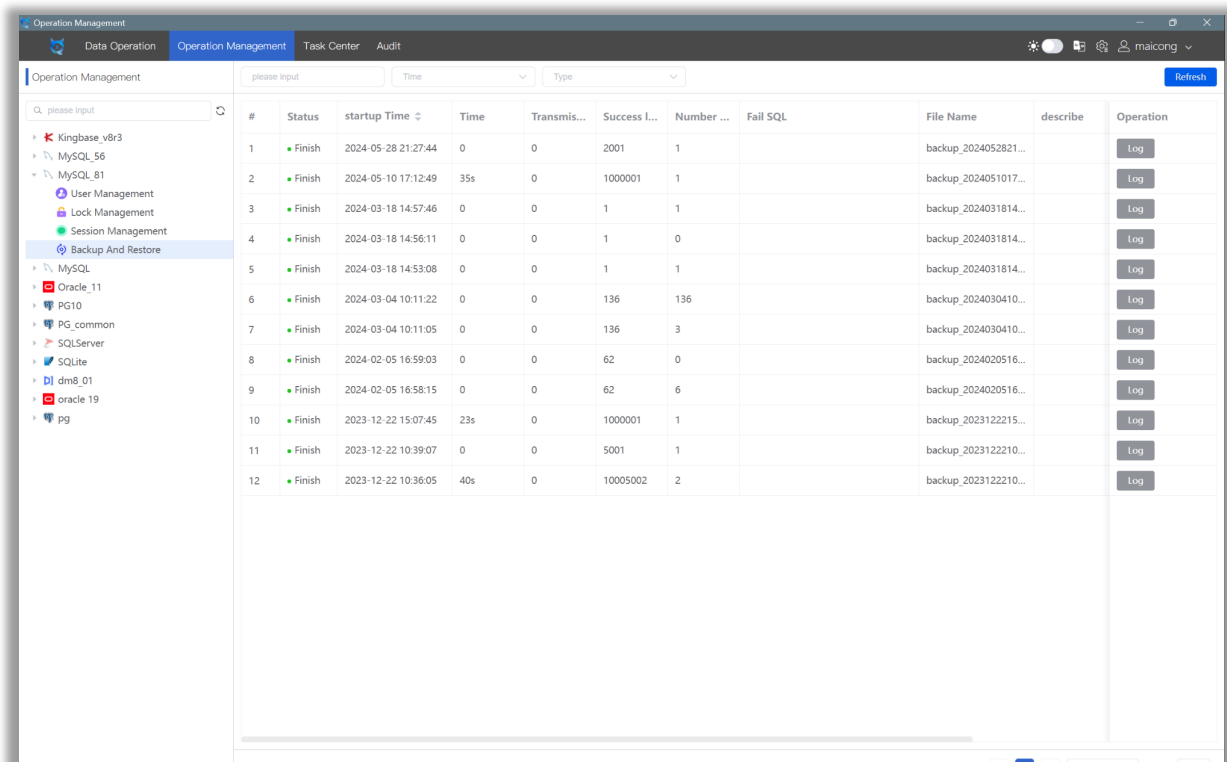 Operation Management
Data Operation Operation Management Task Center Audit maicong
Operation Management please input Time Type Refresh
please input
# Status startup Time Time Transmis... Success I... Number ... Fail SQL File Name describe Operation
Kingbase_v8r3
MySQL_56
MySQL_81
User Management
Lock Management
Session Management
Backup And Restore
MySQL
Oracle_11
PG10
PG_common
SQLServer
SQLite
dm8_01
oracle 19
pg
1 Finish 2024-05-28 21:27:44 0 0 2001 1 backup_2024052821... Log
2 Finish 2024-05-10 17:12:49 35s 0 1000001 1 backup_2024051017... Log
3 Finish 2024-03-18 14:57:46 0 0 1 1 backup_2024031814... Log
4 Finish 2024-03-18 14:56:11 0 0 1 0 backup_2024031814... Log
5 Finish 2024-03-18 14:53:08 0 0 1 1 backup_2024031814... Log
6 Finish 2024-03-04 10:11:22 0 0 136 136 backup_2024030410... Log
7 Finish 2024-03-04 10:11:05 0 0 136 3 backup_2024030410... Log
8 Finish 2024-02-05 16:59:03 0 0 62 0 backup_2024020516... Log
9 Finish 2024-02-05 16:58:15 0 0 62 6 backup_2024020516... Log
10 Finish 2023-12-22 15:07:45 23s 0 1000001 1 backup_2023122215... Log
11 Finish 2023-12-22 10:39:07 0 0 5001 1 backup_2023122210... Log
12 Finish 2023-12-22 10:36:05 40s 0 10005002 2 backup_2023122210... Log